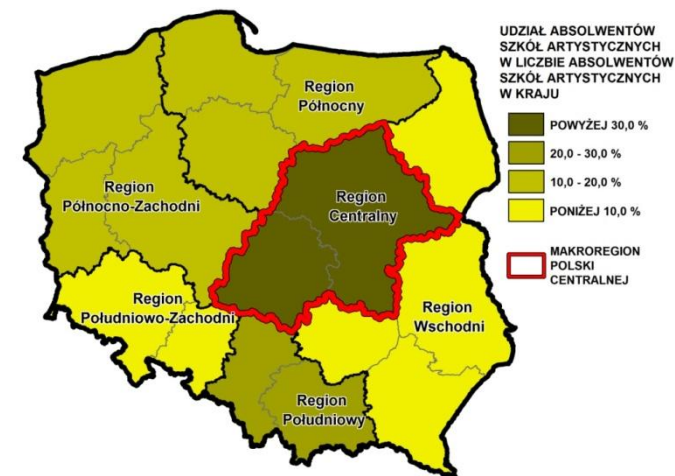 UDZIAŁ ABSOLWENTÓW
SZKÓŁ ARTYSTYCZNYCH
W LICZBIE ABSOLWENTÓW
SZKÓŁ ARTYSTYCZNYCH
W KRAJU
POWYŻEJ 30,0 %
20,0 - 30,0 %
10,0 - 20,0 %
PONIŻEJ 10,0 %
MAKROREGION
POLSKI
CENTRALNEJ
Region
Północny
Region
Północno-Zachodni
Region
Centralny
Region
Południowo-Zachodni
Region
Wschodni
Region
Południowy